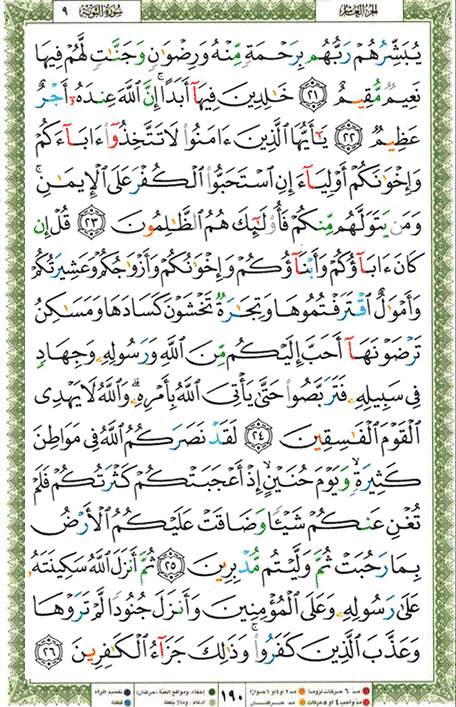 الجزء العاشر سورة التوبة ٩
يُبَشِّرُهُمْ رَبُّهُم بِرَحْمَةٍ مِّنْهُ وَرِضْوَٰنٍ وَجَنَّٰتٍ لَّهُمْ فِيهَا
نَعِيمٌ مُّقِيمٌ ٢١ خَٰلِدِينَ فِيهَآ أَبَدًا ۚ إِنَّ ٱللَّهَ عِندَهُۥٓ أَجْرٌ
عَظِيمٌ ٢٢ يَٰٓأَيُّهَا ٱلَّذِينَ ءَامَنُوا۟ لَا تَتَّخِذُوٓا۟ ءَابَآءَكُمْ
وَإِخْوَٰنَكُمْ أَوْلِيَآءَ إِنِ ٱسْتَحَبُّوا۟ ٱلْكُفْرَ عَلَى ٱلْإِيمَٰنِ ۚ
وَمَن يَتَوَلَّهُم مِّنكُمْ فَأُو۟لَٰٓئِكَ هُمُ ٱلظَّٰلِمُونَ ٢٣ قُلْ إِن
كَانَ ءَابَآؤُكُمْ وَأَبْنَآؤُكُمْ وَإِخْوَٰنُكُمْ وَأَزْوَٰجُكُمْ وَعَشِيرَتُكُمْ
وَأَمْوَٰلٌ ٱقْتَرَفْتُمُوهَا وَتِجَٰرَةٌ تَخْشَوْنَ كَسَادَهَا وَمَسَٰكِنُ
تَرْضَوْنَهَآ أَحَبَّ إِلَيْكُم مِّنَ ٱللَّهِ وَرَسُولِهِۦ وَجِهَادٍ
فِى سَبِيلِهِۦ فَتَرَبَّصُوا۟ حَتَّىٰ يَأْتِىَ ٱللَّهُ بِأَمْرِهِۦ ۗ وَٱللَّهُ لَا يَهْدِى
ٱلْقَوْمَ ٱلْفَٰسِقِينَ ٢٤ لَقَدْ نَصَرَكُمُ ٱللَّهُ فِى مَوَاطِنَ
كَثِيرَةٍ ۙ وَيَوْمَ حُنَيْنٍ ۙ إِذْ أَعْجَبَتْكُمْ كَثْرَتُكُمْ فَلَمْ
تُغْنِ عَنكُمْ شَيْـًٔا وَضَاقَتْ عَلَيْكُمُ ٱلْأَرْضُ
بِمَا رَحُبَتْ ثُمَّ وَلَّيْتُم مُّدْبِرِينَ ٢٥ ثُمَّ أَنزَلَ ٱللَّهُ سَكِينَتَهُۥ
عَلَىٰ رَسُولِهِۦ وَعَلَى ٱلْمُؤْمِنِينَ وَأَنزَلَ جُنُودًا لَّمْ تَرَوْهَا
وَعَذَّبَ ٱلَّذِينَ كَفَرُوا۟ ۚ وَذَٰلِكَ جَزَآءُ ٱلْكَٰفِرِينَ ٢٦
١٩٠